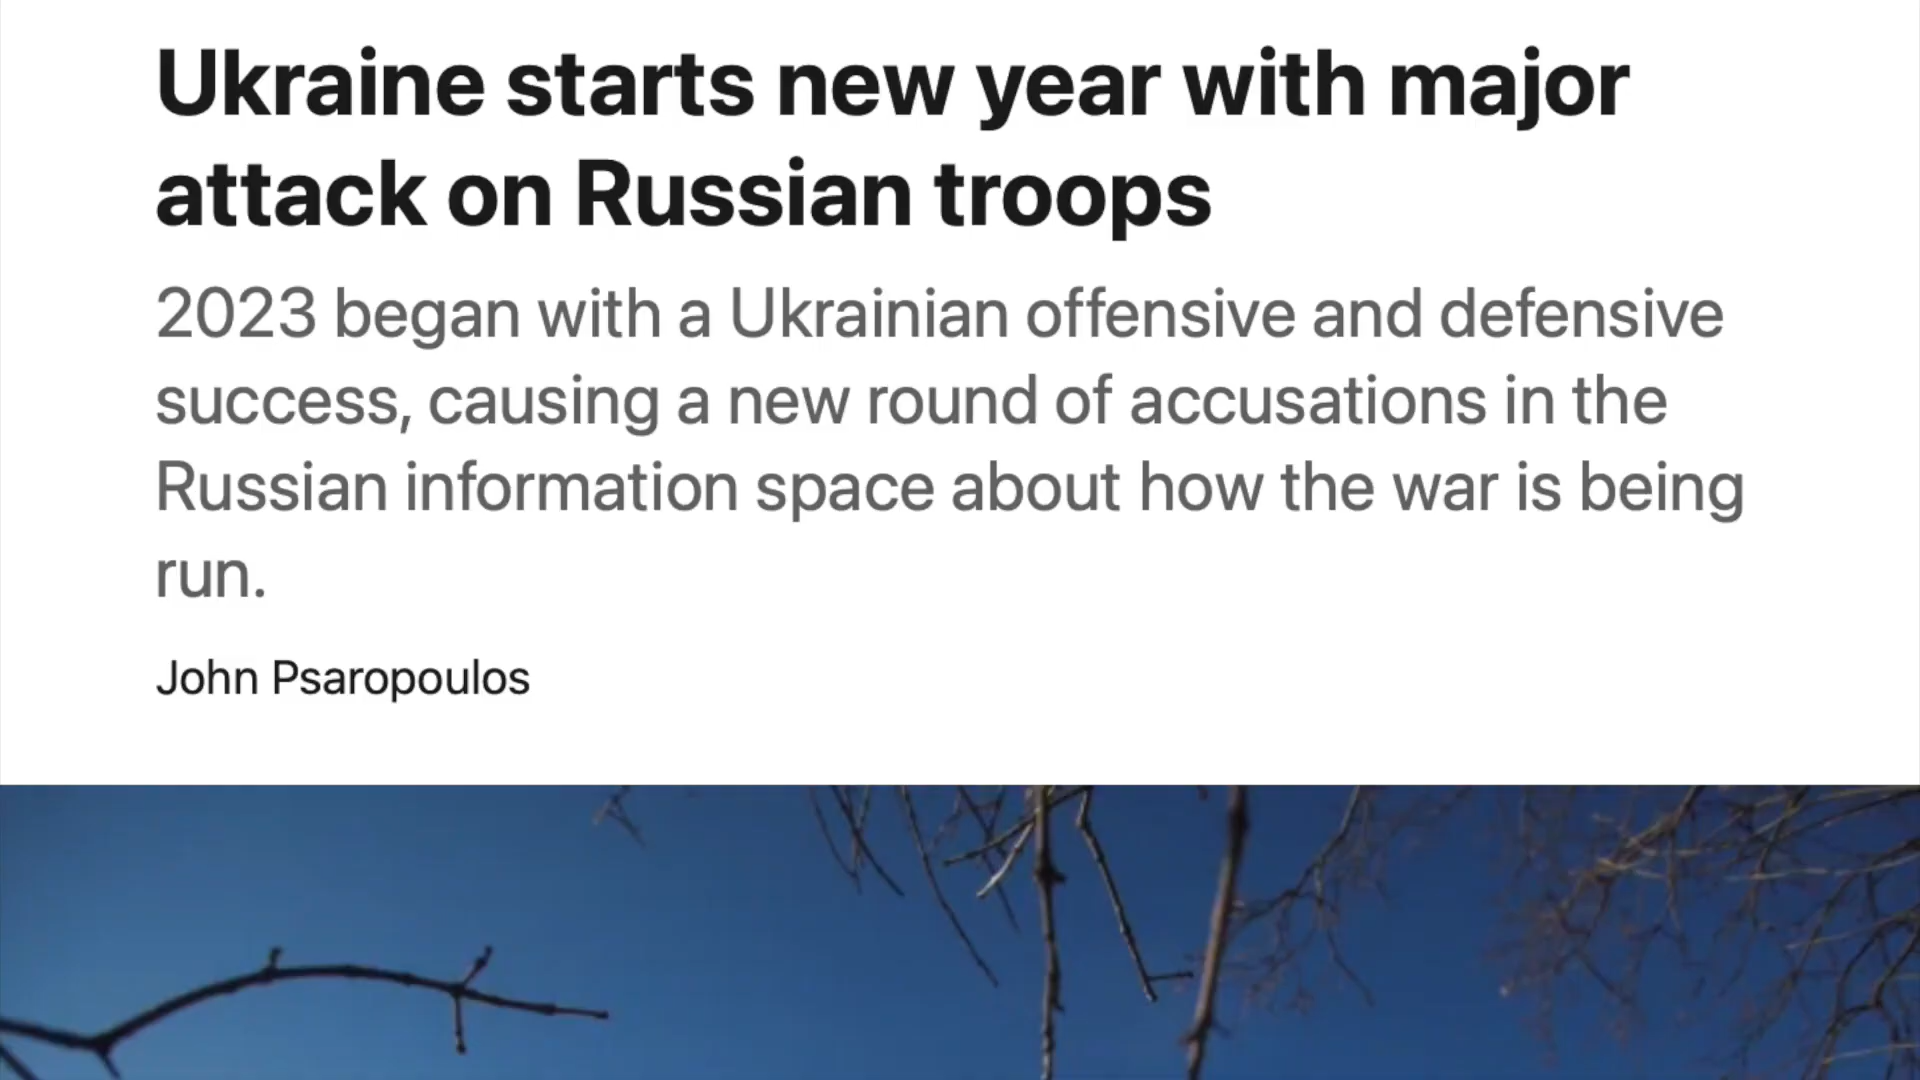 Ukraine starts new year with major
attack on Russian troops
2023 began with a Ukrainian offensive and defensive
success, causing a new round of accusations in the
Russian information space about how the war is being
run.
John Psaropoulos